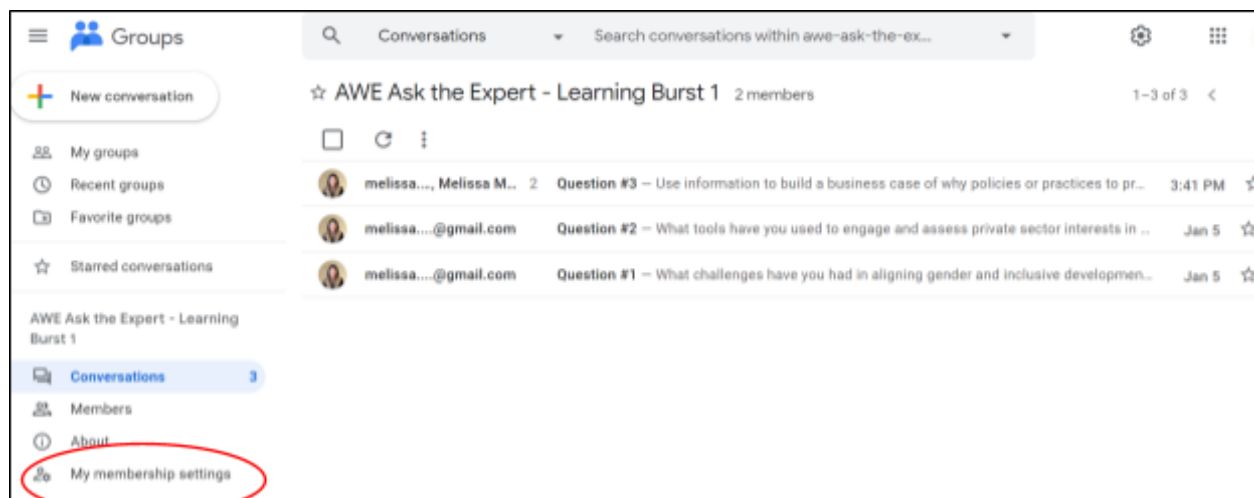 Groups
Conversations
Search conversations within awe-ask-the-ex...
New conversation
AWE Ask the Expert - Learning Burst 1 2 members
1–3 of 3
My groups
Recent groups
Favorite groups
Starred conversations
melissa..., Melissa M.. 2 Question #3 – Use information to build a business case of why policies or practices to pr... 3:41 PM
melissa....@gmail.com Question #2 – What tools have you used to engage and assess private sector interests in ... Jan 5
melissa....@gmail.com Question #1 – What challenges have you had in aligning gender and inclusive developmen... Jan 5
AWE Ask the Expert - Learning
Burst 1
Conversations 3
Members
About
My membership settings